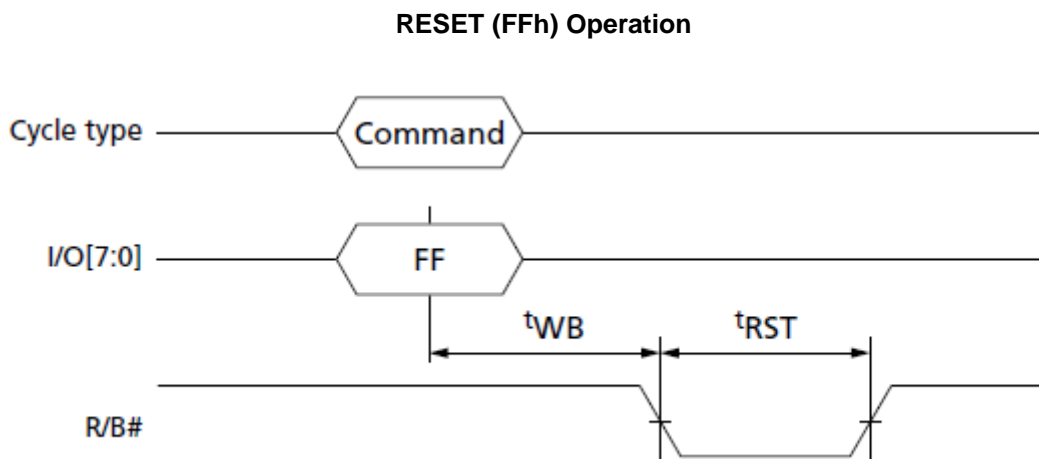 RESET (FFh) Operation
Cycle type
Command
I/O[7:0]
FF
tWB
tRST
R/B#